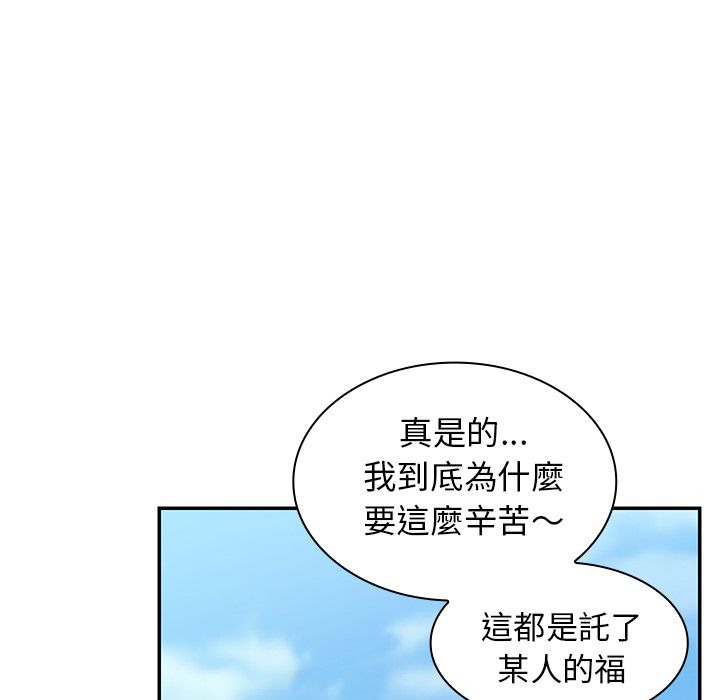 真是的...
我到底為什麼
要這麼辛苦～
這都是託了
某人的福